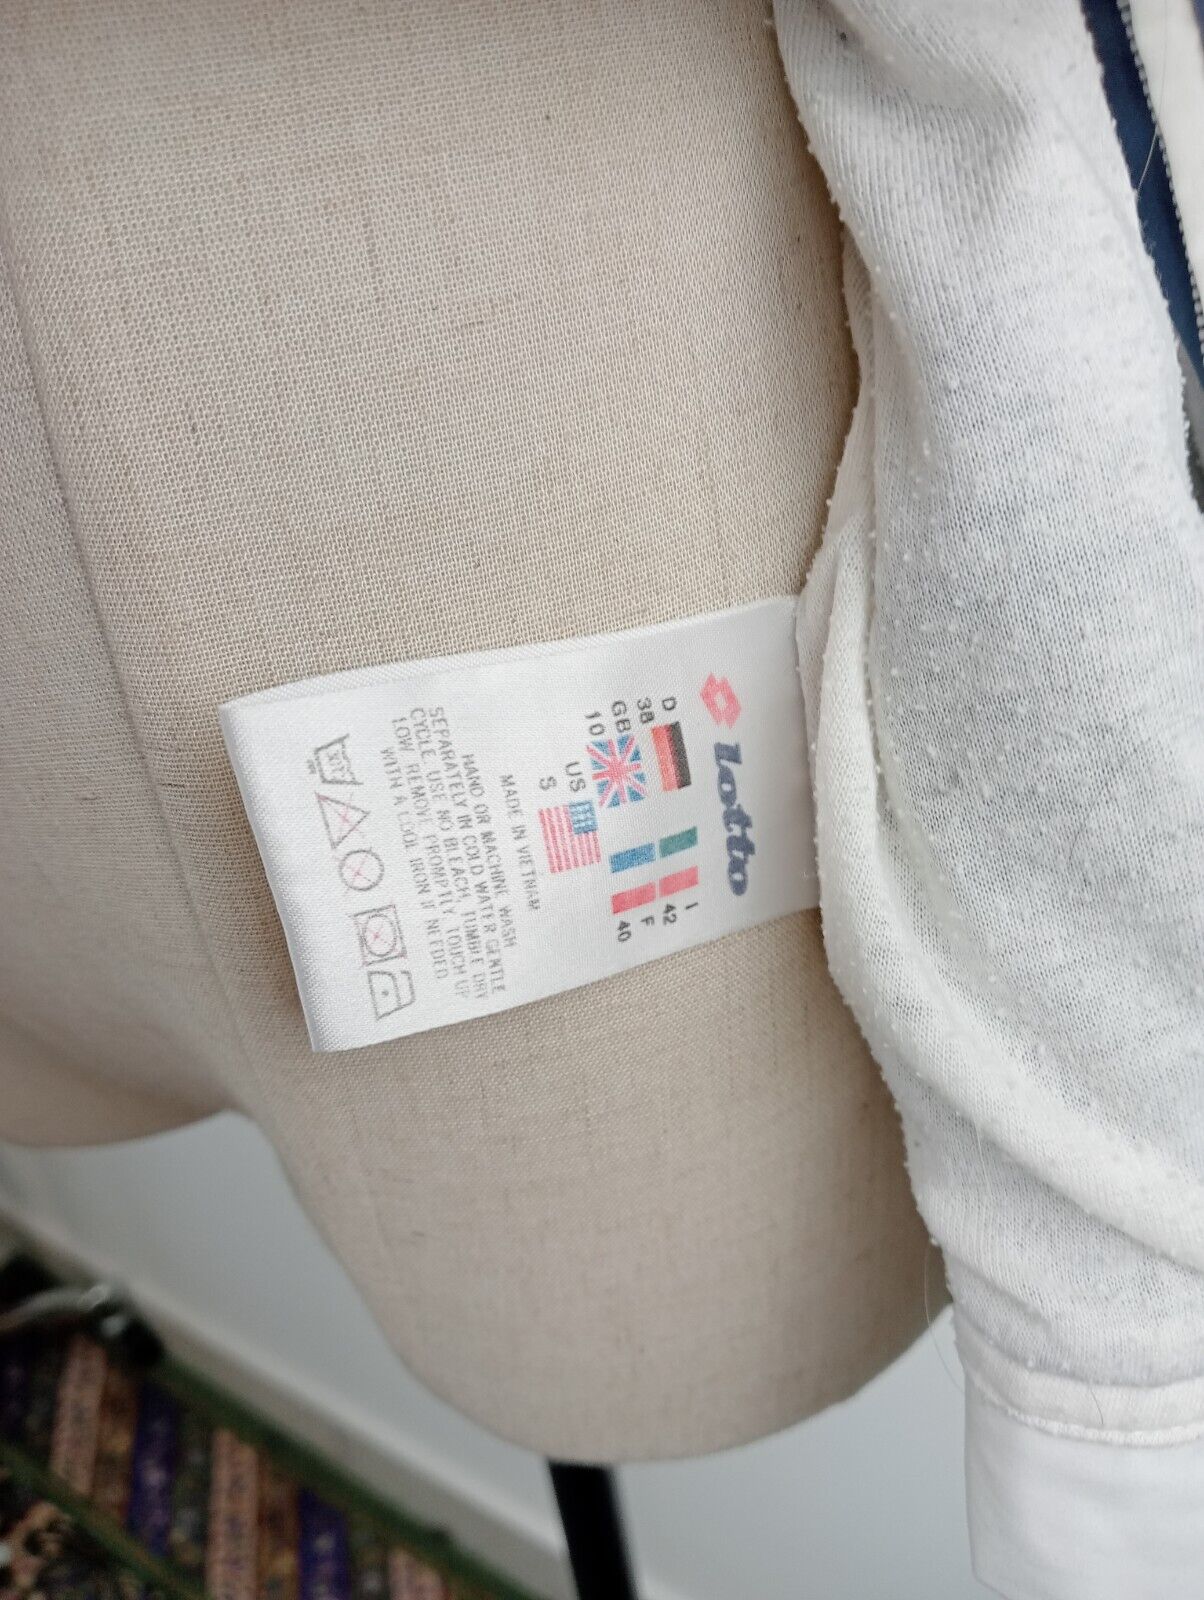 Lotto
D
38
I
42
GB
10
F
40
US
S
MADE IN VIETNAM
HAND OR MACHINE WASH
SEPARATELY IN COLD WATER GENTLE
CYCLE USE NO BLEACH, TUMBLE DRY
LOW, REMOVE PROMPTLY, TOUCH UP
WITH A COOL IRON IF NEEDED